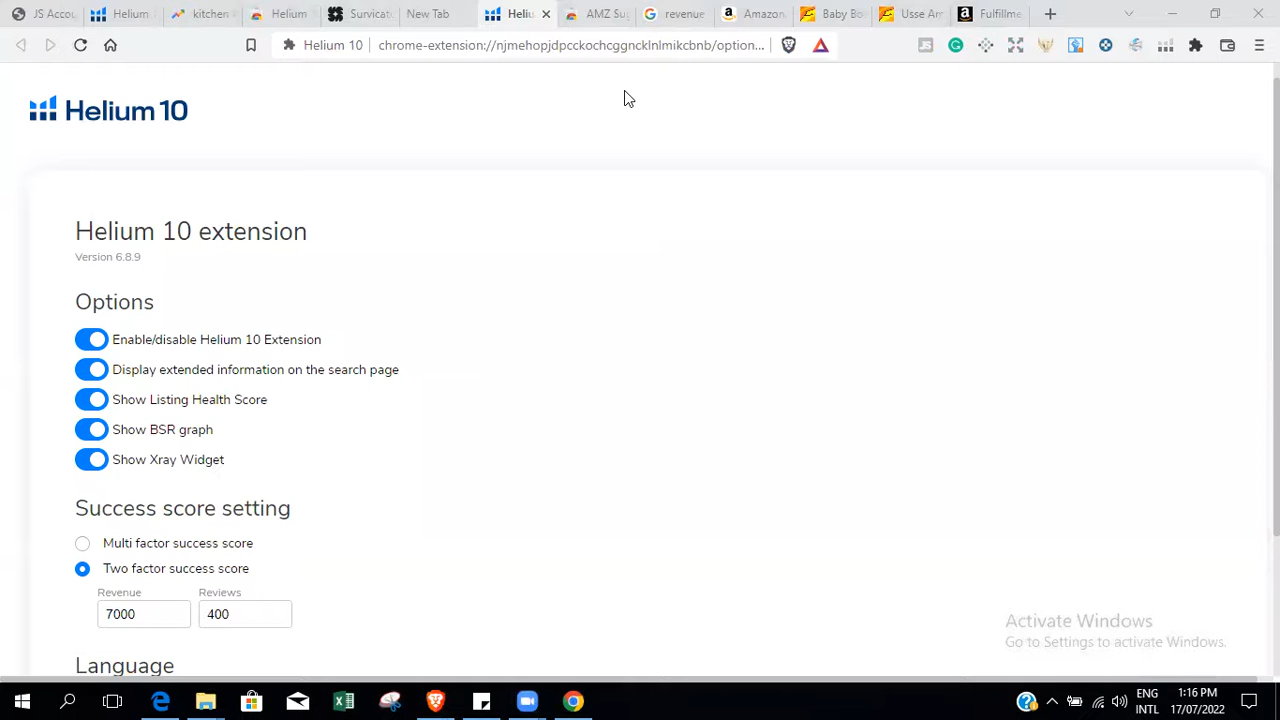 JS Accou
Helium
kitchen
Helium
Survicat
New Tab
Heliu
AMZ Sug
revenue
Amazon
Baby Bo
Usse Am
Fulfillme
Helium 10
chrome-extension://njmehopjdpcckochcggncklnlmikcbnb/option...
Helium 10
Helium 10 extension
Version 6.8.9
Options
Enable/disable Helium 10 Extension
Display extended information on the search page
Show Listing Health Score
Show BSR graph
Show Xray Widget
Success score setting
Multi factor success score
Two factor success score
Revenue
Reviews
7000
400
Language
Activate Windows
Go to Settings to activate Windows.
ENG
INTL
1:16 PM
17/07/2022